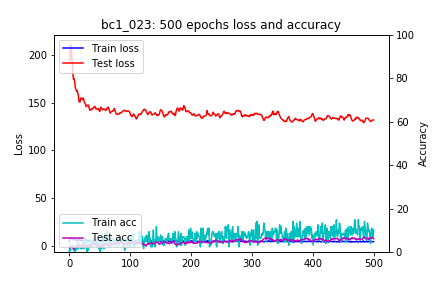 bc1_023: 500 epochs loss and accuracy
Train loss
Test loss
Train acc
Test acc
Loss
Accuracy
200
150
100
50
0
100
80
60
40
20
0
0 100 200 300 400 500